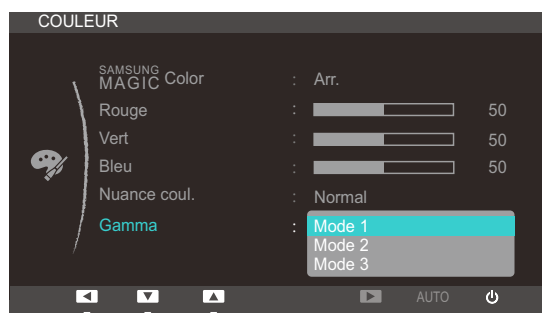 COULEUR
SAMSUNG
MAGIC Color : Arr.
Rouge : 50
Vert : 50
Bleu : 50
Nuance coul. : Normal
Gamma : Mode 1
Mode 2
Mode 3
AUTO